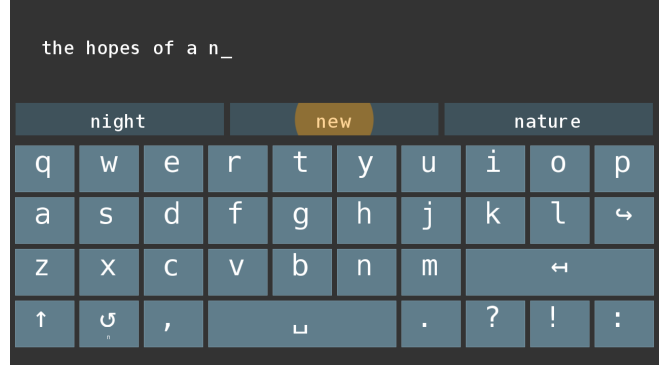 the hopes of a n_
night new nature
q w e r t y u i o p
a s d f g h j k l ↪
z x c v b n m ↤
↑ ↺ , ␣ . ? ! :
n